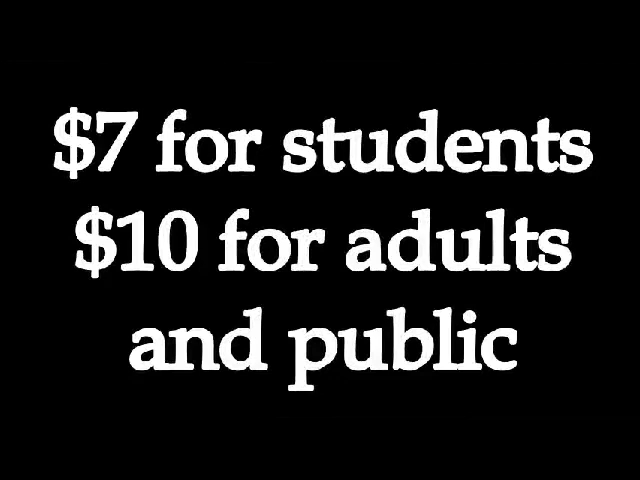 $7 for students
$10 for adults
and public